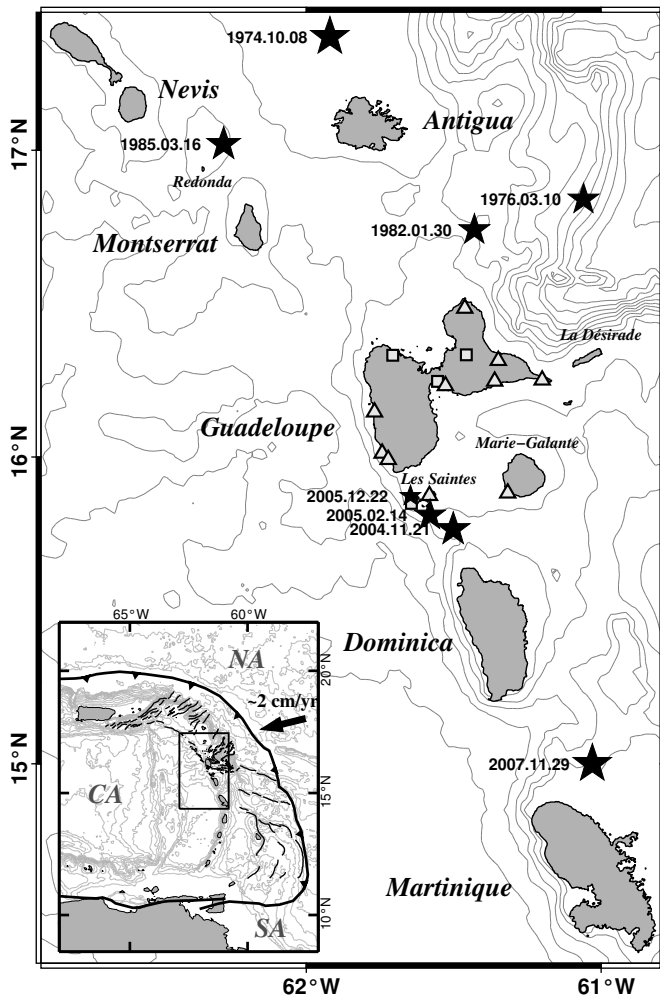 1974.10.08
Nevis
Antigua
17°N
1985.03.16
Redonda
1976.03.10
1982.01.30
Montserrat
La Désirade
Guadeloupe
Marie−Galante
16°N
Les Saintes
2005.12.22
2005.02.14
2004.11.21
65°W
60°W
Dominica
NA
20°N
~2 cm/yr
15°N
2007.11.29
CA
15°N
Martinique
10°N
SA
62°W
61°W